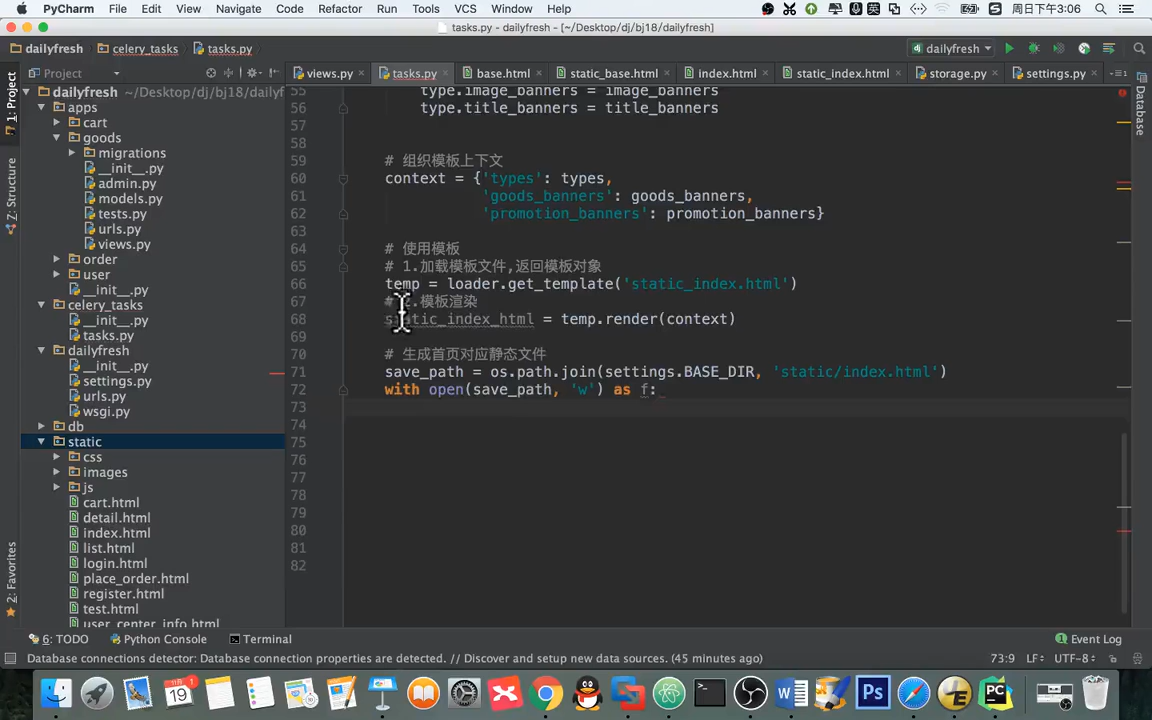 PyCharm File Edit View Navigate Code Refactor Run Tools VCS Window Help 周日下午3:06
tasks.py - dailyfresh - [~/Desktop/dj/bj18/dailyfresh]
dailyfresh celery_tasks tasks.py dailyfresh
Project views.py tasks.py base.html static_base.html index.html static_index.html storage.py settings.py
1: Project
Z: Structure
2: Favorites
Database
dailyfresh ~/Desktop/dj/bj18/dailyf
apps
cart
goods
migrations
__init__.py
admin.py
models.py
tests.py
urls.py
views.py
order
user
__init__.py
celery_tasks
__init__.py
tasks.py
dailyfresh
__init__.py
settings.py
urls.py
wsgi.py
db
static
css
images
js
cart.html
detail.html
index.html
list.html
login.html
place_order.html
register.html
test.html
user_center_info.html
55 type.image_banners = image_banners
56 type.title_banners = title_banners
57
58
59 # 组织模板上下文
60 context = {'types': types,
61 'goods_banners': goods_banners,
62 'promotion_banners': promotion_banners}
63
64 # 使用模板
65 # 1.加载模板文件,返回模板对象
66 temp = loader.get_template('static_index.html')
67 # 2.模板渲染
68 static_index_html = temp.render(context)
69
70 # 生成首页对应静态文件
71 save_path = os.path.join(settings.BASE_DIR, 'static/index.html')
72 with open(save_path, 'w') as f:
73
74
75
76
77
78
79
80
81
82
6: TODO Python Console Terminal 1 Event Log
Database connections detector: Database connection properties are detected. // Discover and setup new data sources. (45 minutes ago) 73:9 LF÷ UTF-8÷